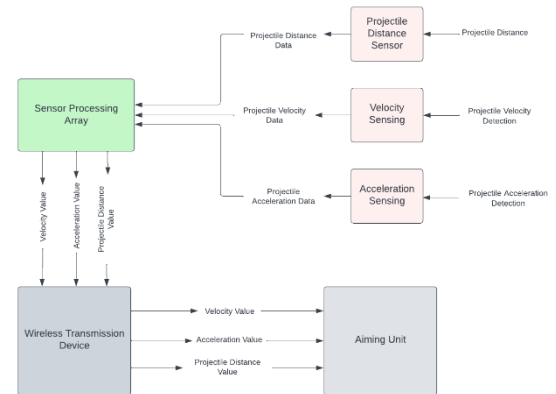 Projectile
Distance
Sensor
Projectile Distance
Projectile Distance
Data
Sensor Processing
Array
Velocity
Sensing
Projectile Velocity
Detection
Projectile Velocity
Data
Acceleration
Sensing
Projectile Acceleration
Detection
Projectile
Acceleration Data
Velocity Value
Acceleration Value
Projectile Distance
Value
Wireless Transmission
Device
Velocity Value
Acceleration Value
Projectile Distance
Value
Aiming Unit